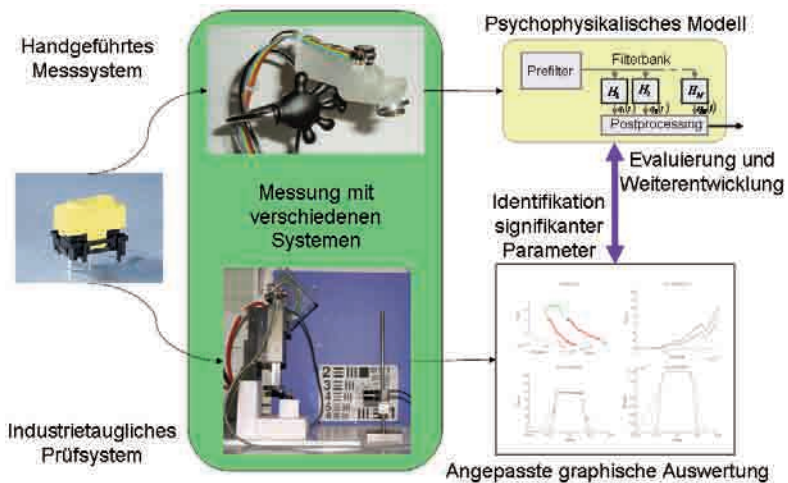 Handgeführtes
Messsystem
Psychophysikalisches Modell
Filterbank
Prefilter
Postprocessing
Messung mit
verschiedenen
Systemen
Evaluierung und
Weiterentwicklung
Identifikation
signifikanter
Parameter
Industrietaugliches
Prüfsystem
Angepasste graphische Auswertung